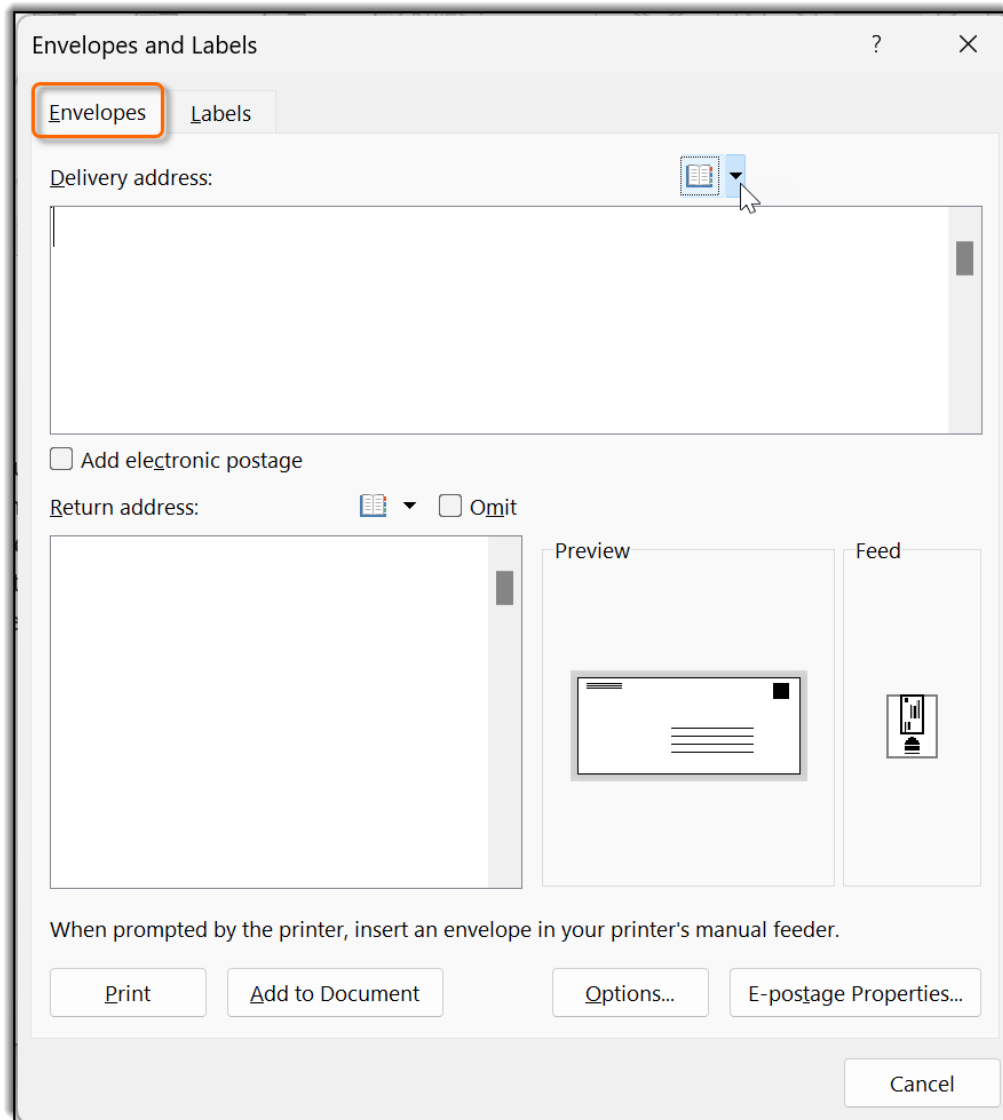 Envelopes and Labels ?
Envelopes Labels
Delivery address:
Add electronic postage
Return address: Omit
Preview Feed
When prompted by the printer, insert an envelope in your printer's manual feeder.
Print Add to Document Options... E-postage Properties...
Cancel